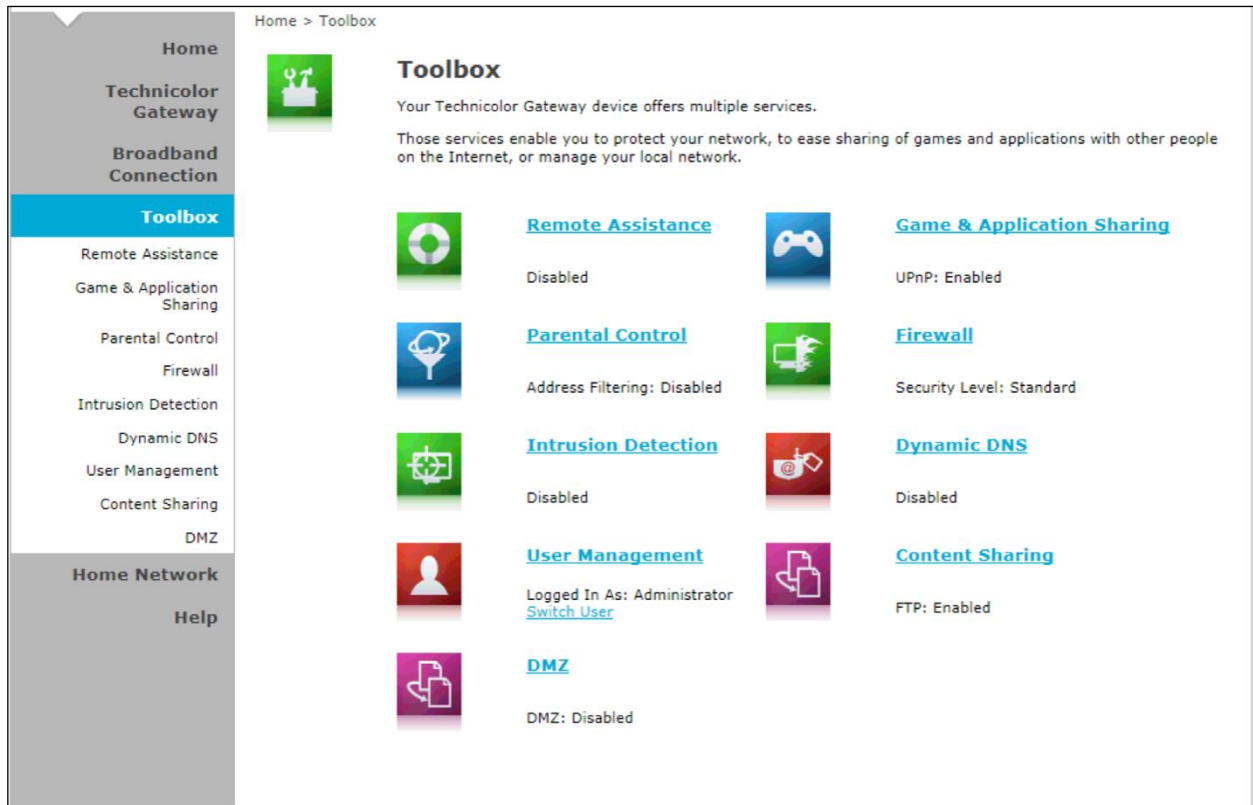 Home > Toolbox
Home
Technicolor
Gateway
Broadband
Connection
Toolbox
Remote Assistance
Game & Application
Sharing
Parental Control
Firewall
Intrusion Detection
Dynamic DNS
User Management
Content Sharing
DMZ
Home Network
Help
Toolbox
Your Technicolor Gateway device offers multiple services.
Those services enable you to protect your network, to ease sharing of games and applications with other people
on the Internet, or manage your local network.
Remote Assistance
Disabled
Game & Application Sharing
UPnP: Enabled
Parental Control
Address Filtering: Disabled
Firewall
Security Level: Standard
Intrusion Detection
Disabled
@
Dynamic DNS
Disabled
User Management
Logged In As: Administrator
Switch User
Content Sharing
FTP: Enabled
DMZ
DMZ: Disabled